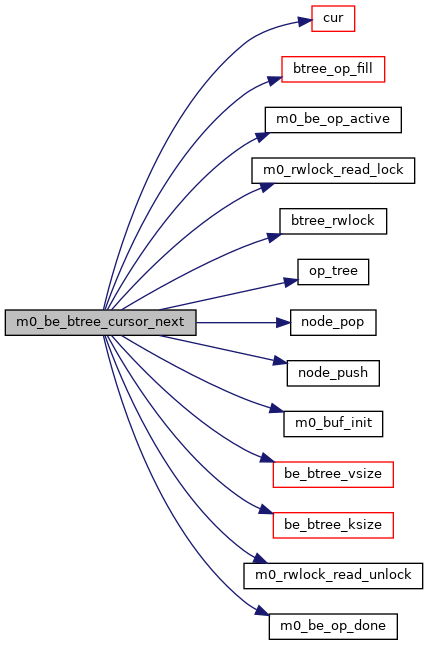 cur
btree_op_fill
m0_be_op_active
m0_rwlock_read_lock
btree_rwlock
op_tree
m0_be_btree_cursor_next
node_pop
node_push
m0_buf_init
be_btree_vsize
be_btree_ksize
m0_rwlock_read_unlock
m0_be_op_done